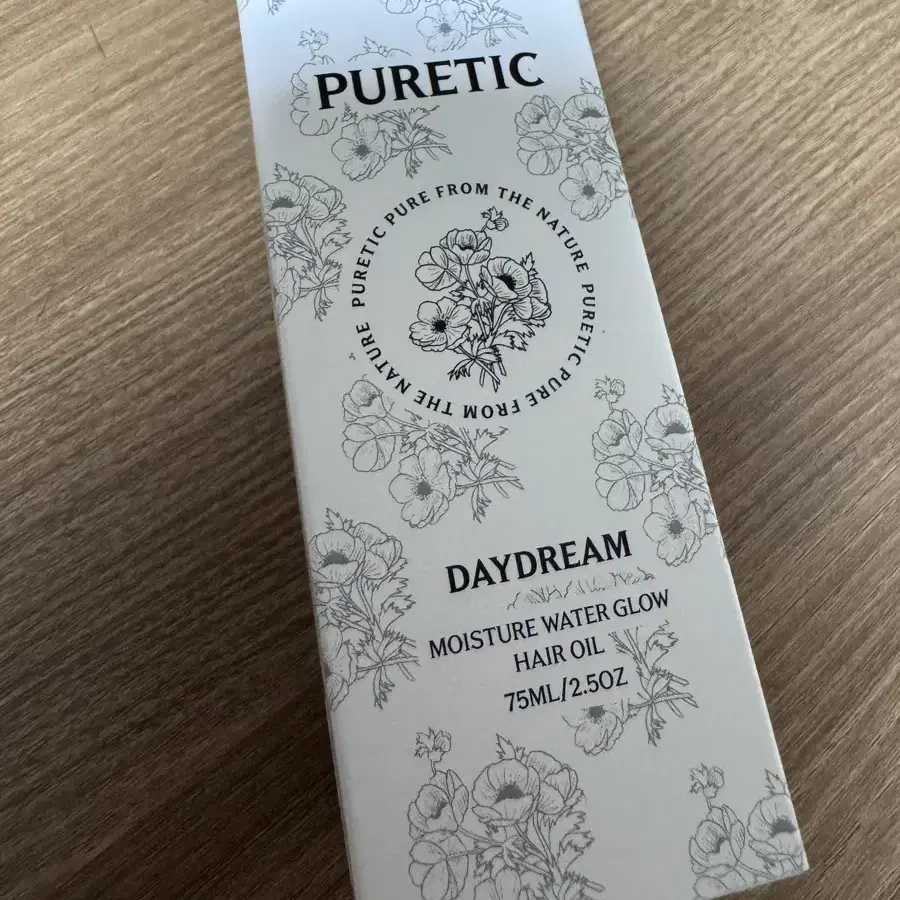 PURETIC
PURETIC PURE FROM THE NATURE PURETIC PURE FROM THE NATURE
DAYDREAM
MOISTURE WATER GLOW
HAIR OIL
75ML/2.5OZ